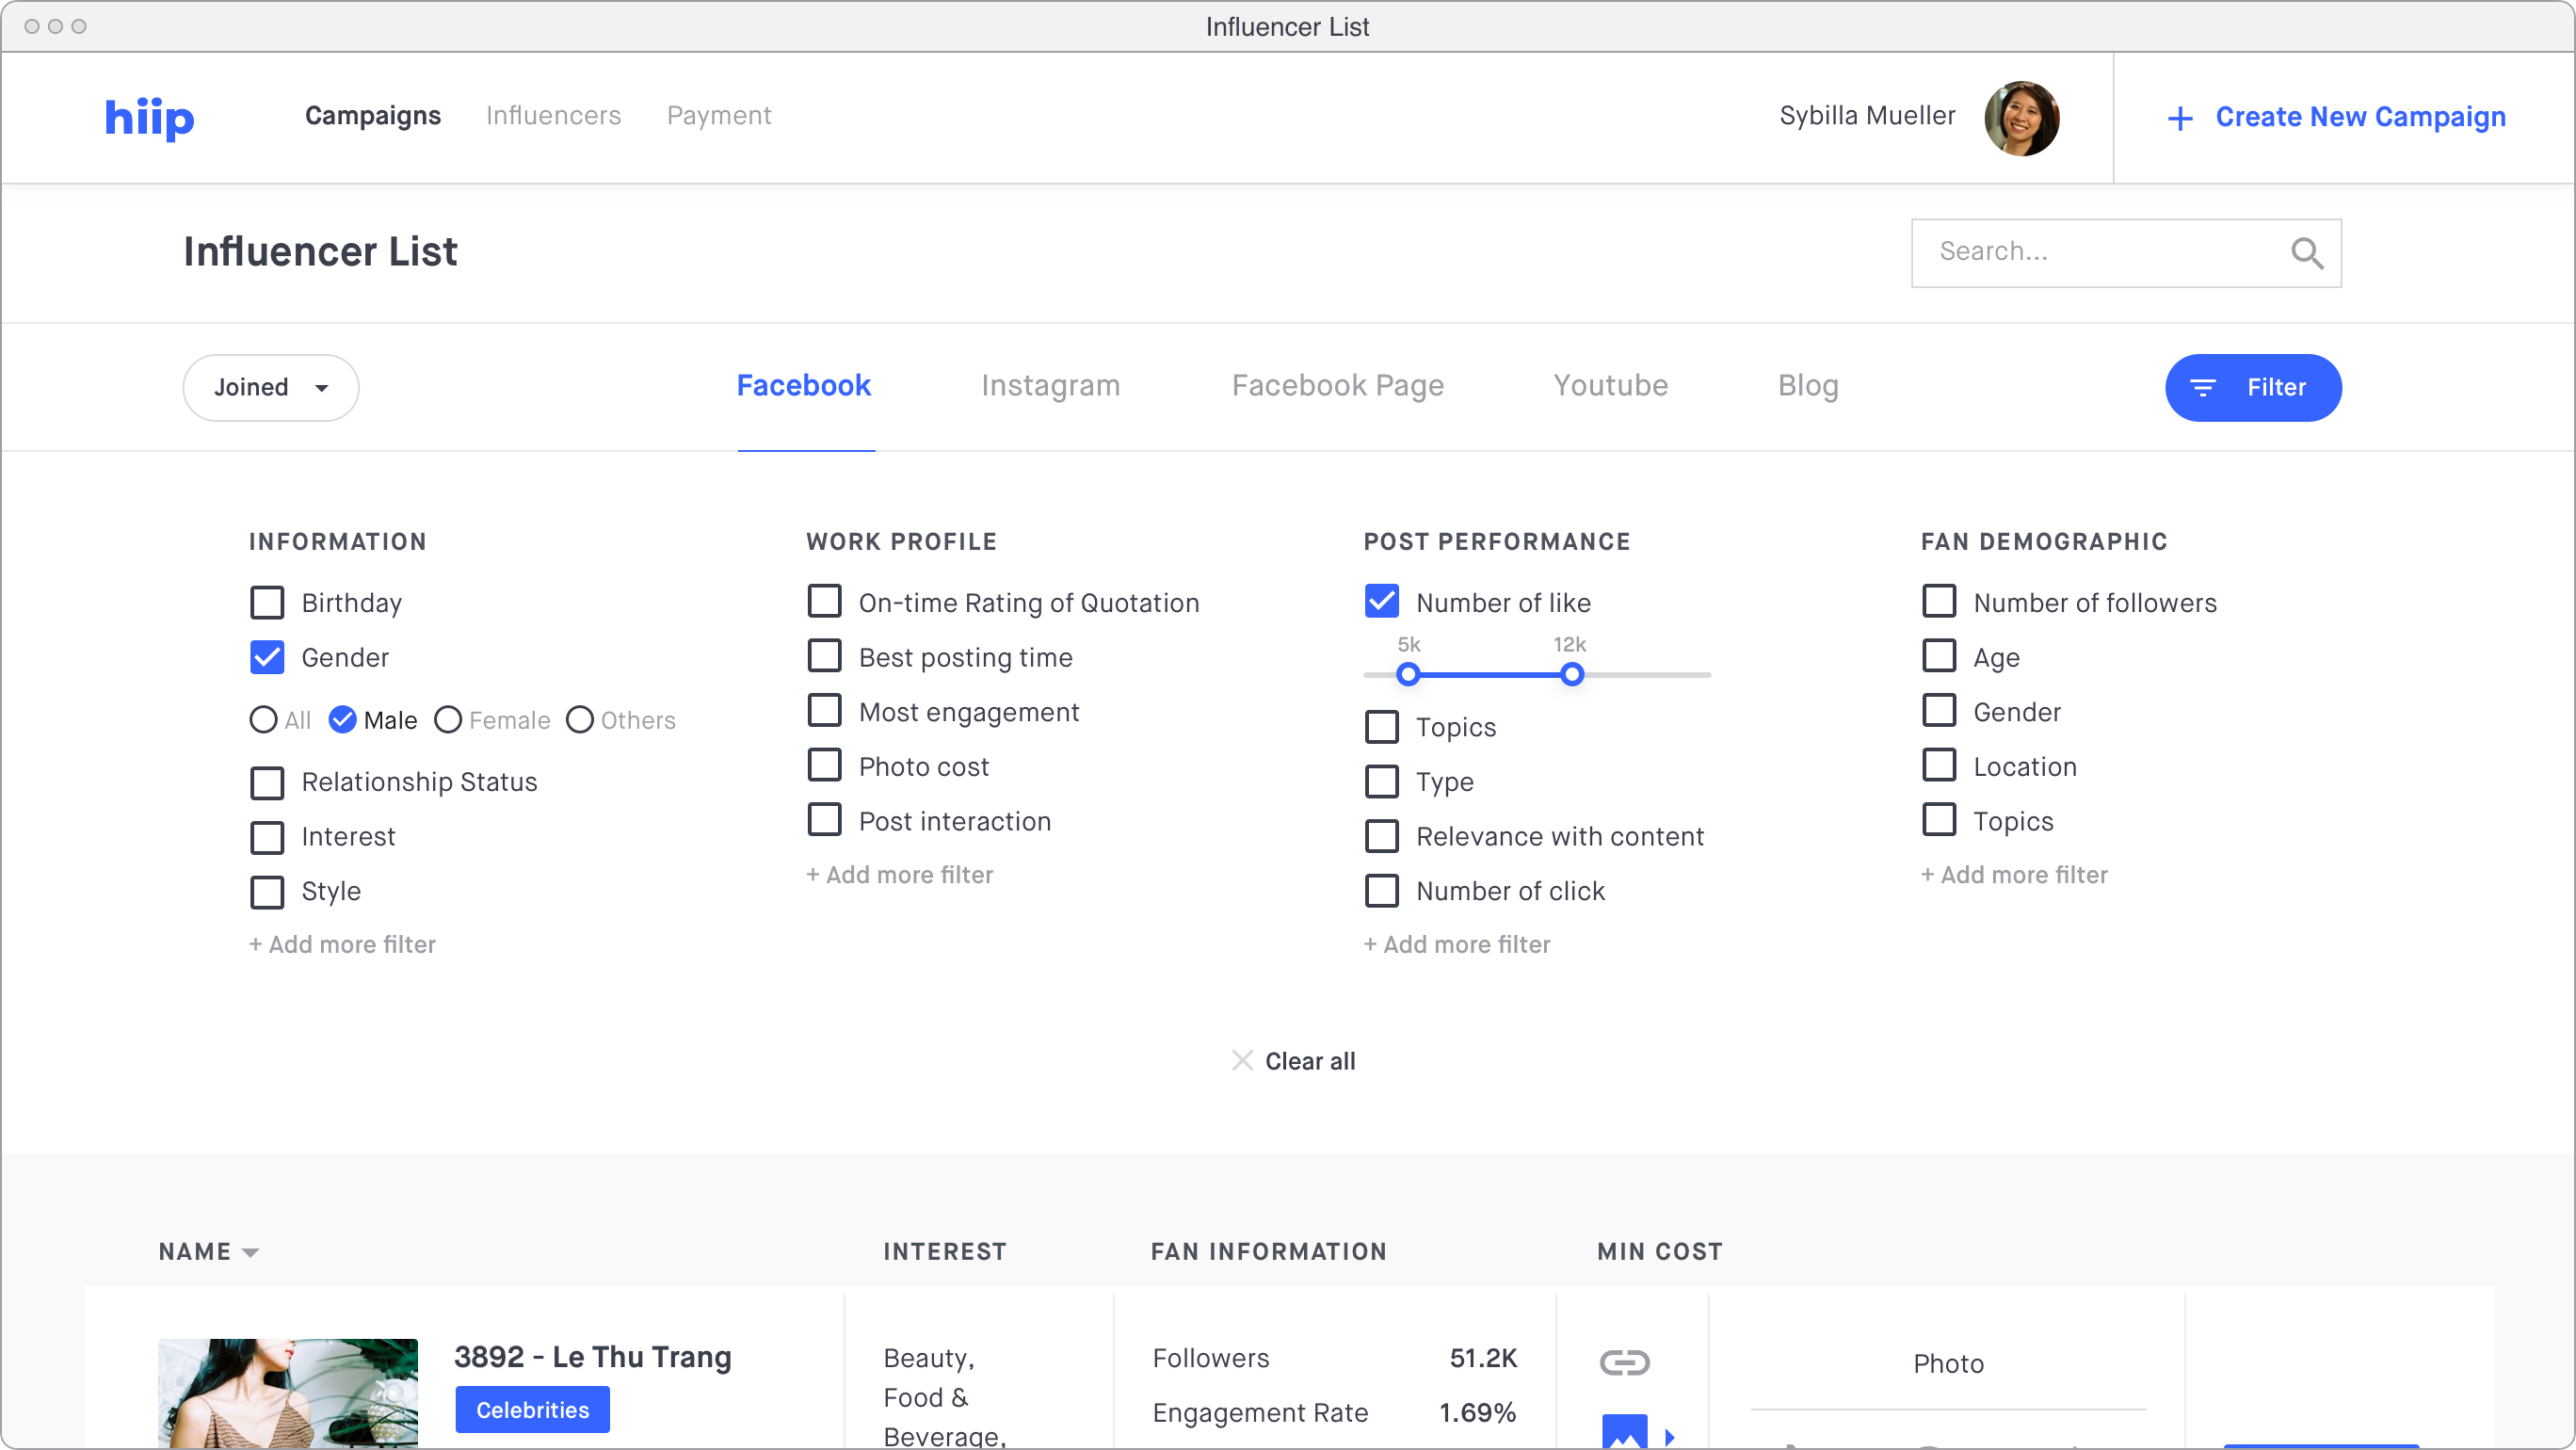 Influencer List
hiip
Campaigns Influencers Payment
Sybilla Mueller
+ Create New Campaign
Influencer List
Search...
Joined
Facebook Instagram Facebook Page Youtube Blog
Filter
INFORMATION
Birthday
Gender
All Male Female Others
Relationship Status
Interest
Style
+ Add more filter
WORK PROFILE
On-time Rating of Quotation
Best posting time
Most engagement
Photo cost
Post interaction
+ Add more filter
POST PERFORMANCE
Number of like
5k 12k
Topics
Type
Relevance with content
Number of click
+ Add more filter
FAN DEMOGRAPHIC
Number of followers
Age
Gender
Location
Topics
+ Add more filter
Clear all
NAME INTEREST FAN INFORMATION MIN COST
3892 - Le Thu Trang
Celebrities
Beauty,
Food &
Beverage,
Followers 51.2K
Engagement Rate 1.69%
Photo